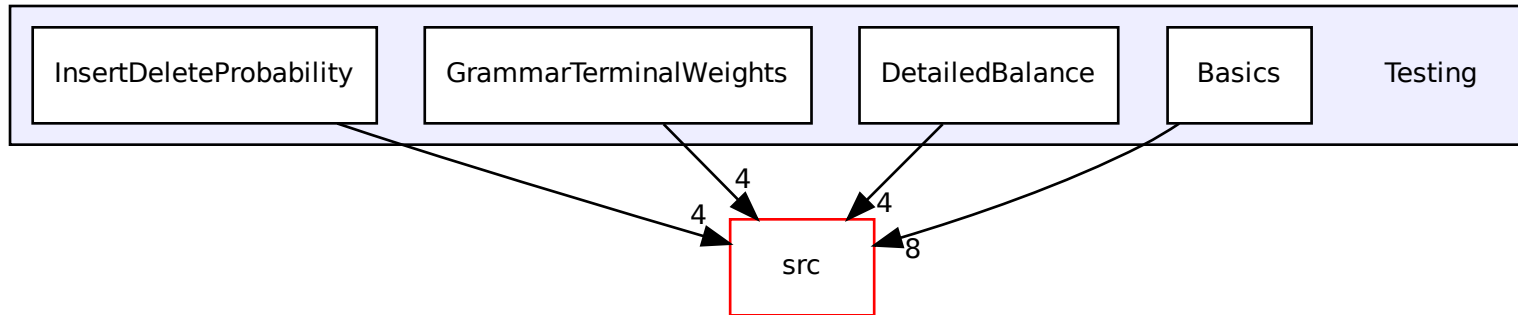 InsertDeleteProbability
GrammarTerminalWeights
DetailedBalance
Basics
Testing
4
4
4
8
src